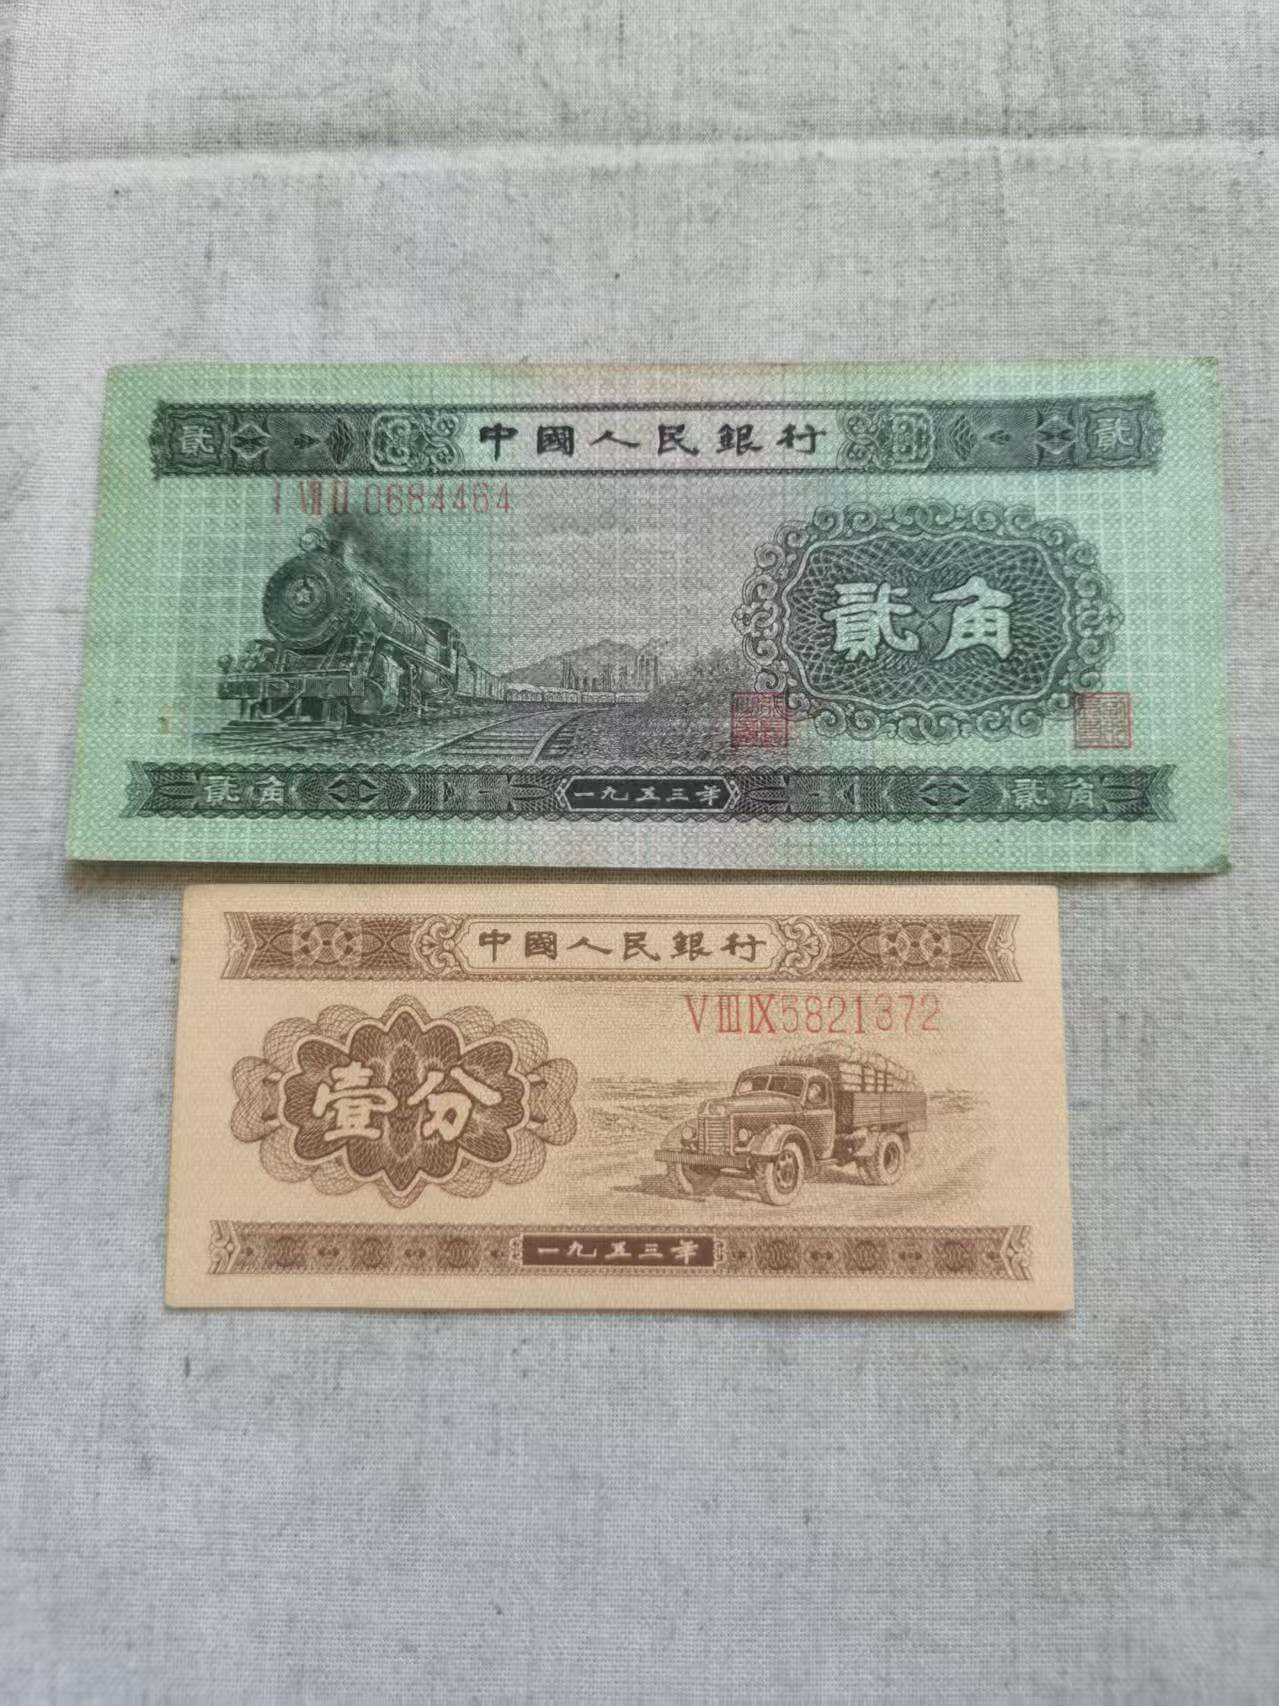 貳 中國人民銀行 貳
I VIII II 0684464
貳角
貳角 一九五三年 貳角
中國人民銀行
V III IX 5821372
壹分
一九五三年